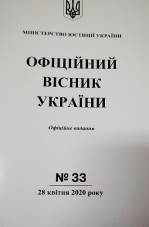 МІНІСТЕРСТВО ЮСТИЦІЇ УКРАЇНИ
ОФІЦІЙНИЙ
ВІСНИК
УКРАЇНИ
Офіційне видання
№ 33
28 квітня 2020 року